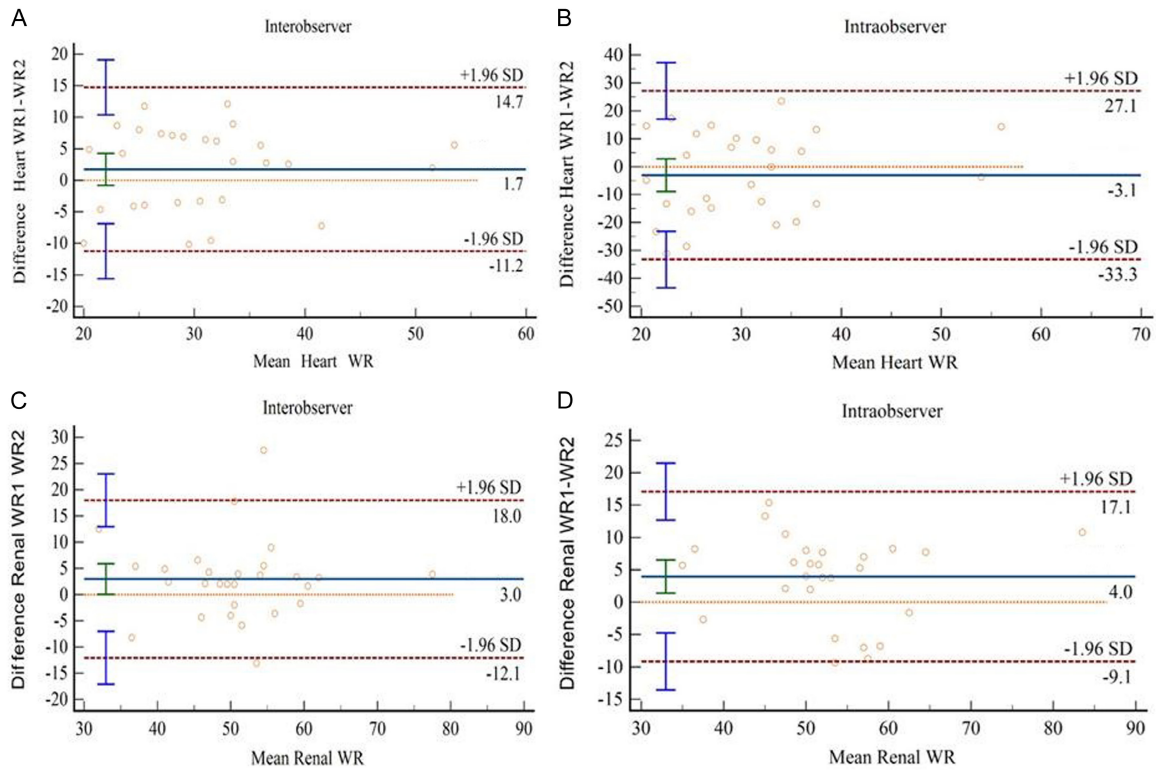 A
Interobserver
Difference Heart WR1-WR2
20
15
10
5
0
-5
-10
-15
-20
+1.96 SD
14.7
1.7
-1.96 SD
-11.2
20 30 40 50 60
Mean Heart WR
B
Intraobserver
Difference Heart WR1-WR2
40
30
20
10
0
-10
-20
-30
-40
-50
+1.96 SD
27.1
-3.1
-1.96 SD
-33.3
20 30 40 50 60 70
Mean Heart WR
C
Interobserver
Difference Renal WR1 WR2
30
25
20
15
10
5
0
-5
-10
-15
-20
+1.96 SD
18.0
3.0
-1.96 SD
-12.1
30 40 50 60 70 80 90
Mean Renal WR
D
Intraobserver
Difference Renal WR1-WR2
25
20
15
10
5
0
-5
-10
-15
+1.96 SD
17.1
4.0
-1.96 SD
-9.1
30 40 50 60 70 80 90
Mean Renal WR